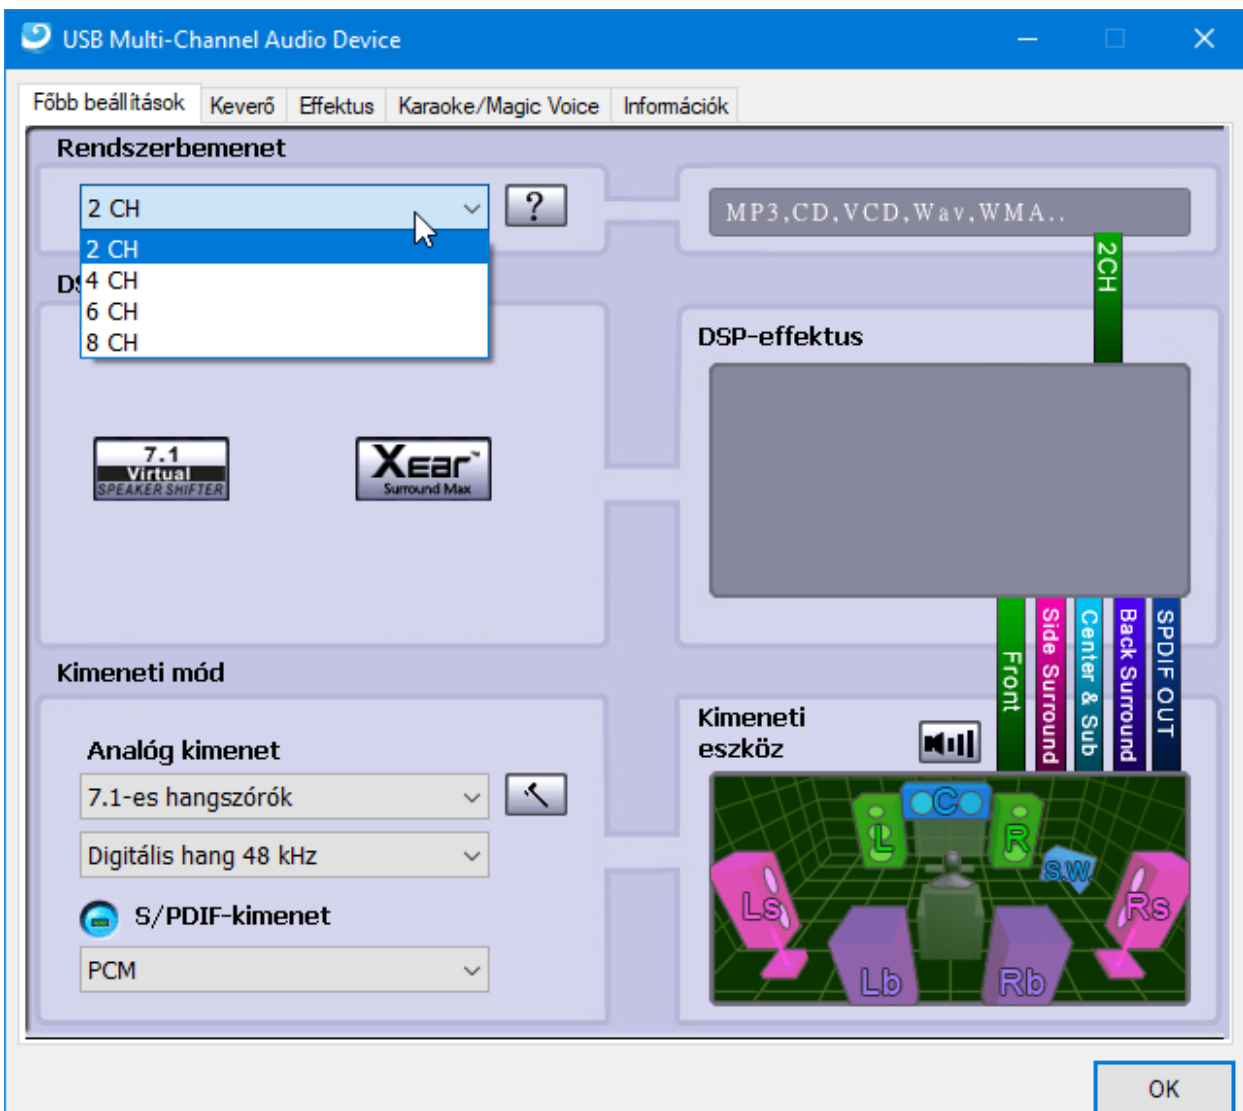 USB Multi-Channel Audio Device
Főbb beállítások
Keverő
Effektus
Karaoke/Magic Voice
Információk
Rendszerbemenet
2 CH
?
MP3,CD,VCD,Wav,WMA..
2 CH
4 CH
6 CH
8 CH
2CH
DSP-effektus
7.1
Virtual
SPEAKER SHIFTER
Xear™
Surround Max
Front
Side Surround
Center & Sub
Back Surround
SPDIF OUT
Kimeneti mód
Analóg kimenet
7.1-es hangszórók
Digitális hang 48 kHz
S/PDIF-kimenet
PCM
Kimeneti
eszköz
L
C
R
S.W.
Ls
Rs
Lb
Rb
OK